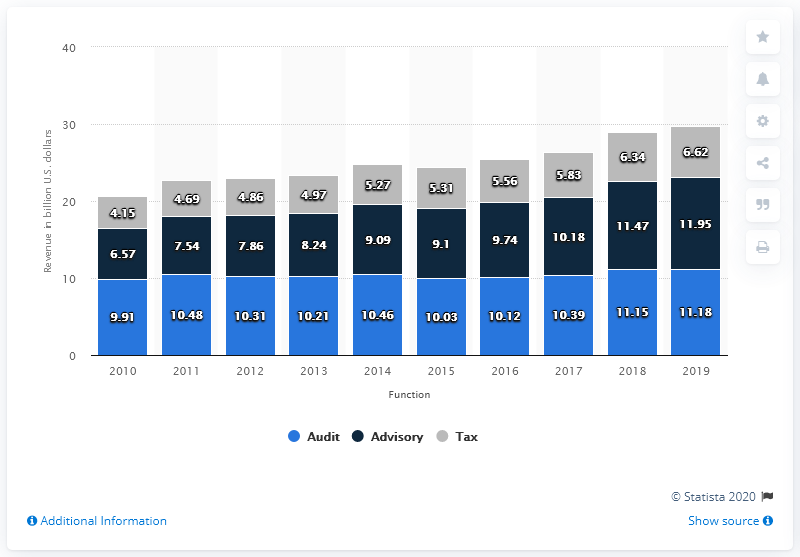 40
30
20
10
0
Revenue in billion U.S. dollars
4.15 4.69 4.86 4.97 5.27 5.31 5.56 5.83 6.34 6.62
6.57 7.54 7.86 8.24 9.09 9.1 9.74 10.18 11.47 11.95
9.91 10.48 10.31 10.21 10.46 10.03 10.12 10.39 11.15 11.18
2010 2011 2012 2013 2014 2015 2016 2017 2018 2019
Function
Audit Advisory Tax
© Statista 2020
Additional Information
Show source